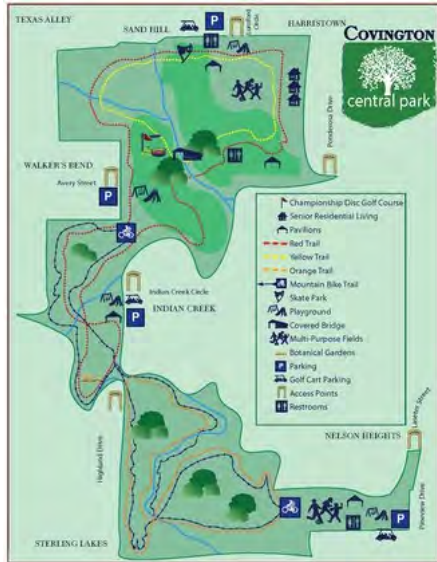 TEXAS ALLEY
SAND HILL
HARRISTOWN
COVINGTON
central park
P
Ponderosa Drive
WALKER'S BEND
Avery Street
P
Championship Disc Golf Course
Senior Residential Living
Pavilions
Red Trail
Yellow Trail
Orange Trail
Mountain Bike Trail
Skate Park
Playground
Covered Bridge
Multi-Purpose Fields
Botanical Gardens
P Parking
Golf Cart Parking
Access Points
Restrooms
Indian Creek Circle
INDIAN CREEK
P
Highland Drive
NELSON HEIGHTS
Pineview Drive
P
STERLING LAKES